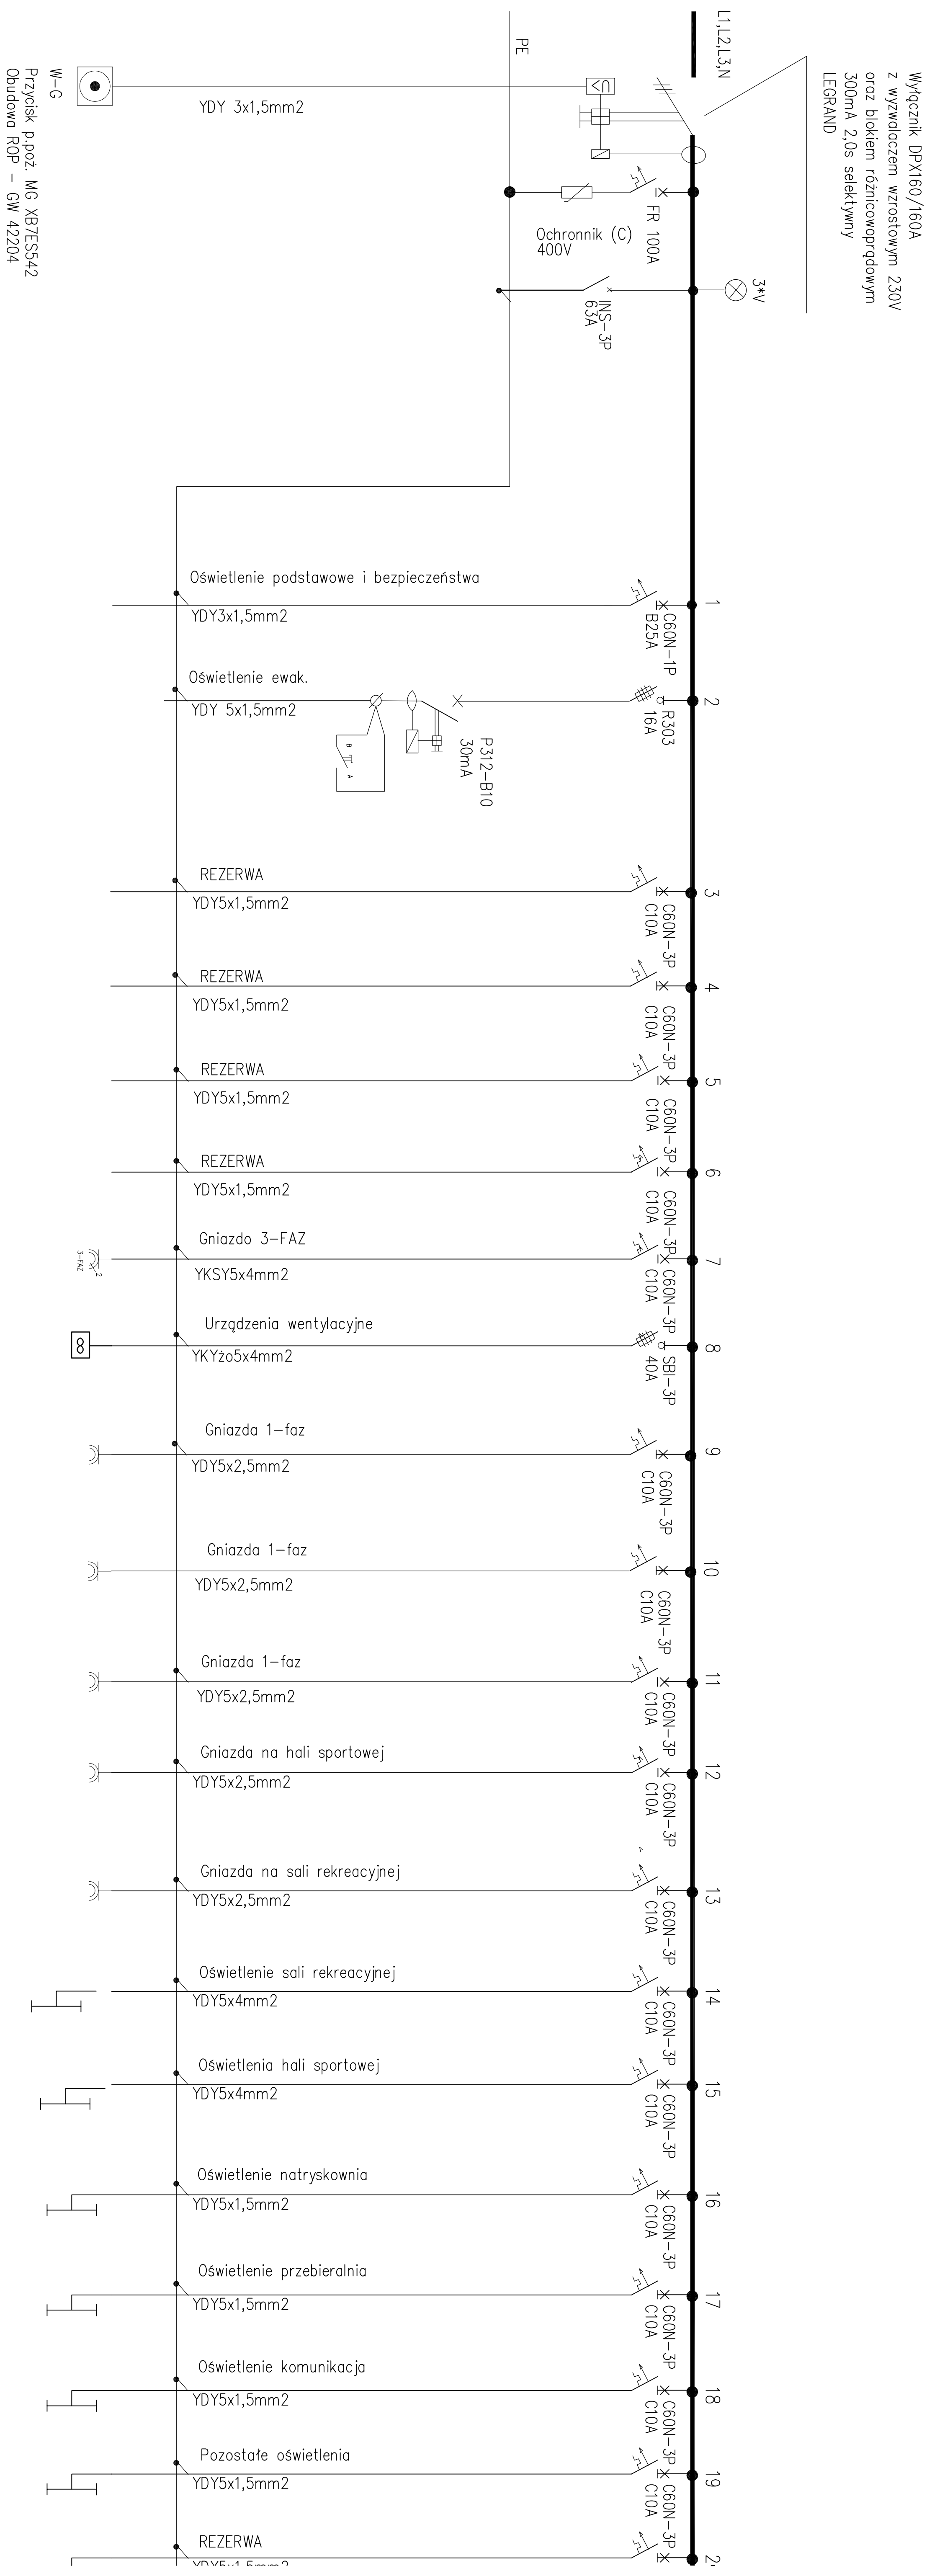 Wyłącznik DPX160/160A
z wyzwalaczem wzrostowym 230V
oraz blokiem różnicowoprądowym
300mA 2,0s selektywny
LEGRAND
L1,L2,L3,N
PE
YDY 3x1,5mm2
W-G
Przycisk p.poż. MG XB7ES542
Obudowa ROP - GW 42204
U>
FR 100A
Ochronnik (C)
400V
3*V
INS-3P
63A
1
C60N-1P
B25A
Oświetlenie podstawowe i bezpieczeństwa
YDY3x1,5mm2
2
R303
16A
P312-B10
30mA
B
A
Oświetlenie ewak.
YDY 5x1,5mm2
3
C60N-3P
C10A
REZERWA
YDY5x1,5mm2
4
C60N-3P
C10A
REZERWA
YDY5x1,5mm2
5
C60N-3P
C10A
REZERWA
YDY5x1,5mm2
6
C60N-3P
C10A
REZERWA
YDY5x1,5mm2
7
C60N-3P
C10A
Gniazdo 3-FAZ
YKSY5x4mm2
2
3-FAZ
8
SBI-3P
40A
Urządzenia wentylacyjne
YKYżo5x4mm2
9
C60N-3P
C10A
Gniazda 1-faz
YDY5x2,5mm2
10
C60N-3P
C10A
Gniazda 1-faz
YDY5x2,5mm2
11
C60N-3P
C10A
Gniazda 1-faz
YDY5x2,5mm2
12
C60N-3P
C10A
Gniazda na hali sportowej
YDY5x2,5mm2
13
C60N-3P
C10A
Gniazda na sali rekreacyjnej
YDY5x2,5mm2
14
C60N-3P
C10A
Oświetlenie sali rekreacyjnej
YDY5x4mm2
15
C60N-3P
C10A
Oświetlenia hali sportowej
YDY5x4mm2
16
C60N-3P
C10A
Oświetlenie natryskownia
YDY5x1,5mm2
17
C60N-3P
C10A
Oświetlenie przebieralnia
YDY5x1,5mm2
18
C60N-3P
C10A
Oświetlenie komunikacja
YDY5x1,5mm2
19
C60N-3P
C10A
Pozostałe oświetlenia
YDY5x1,5mm2
REZERWA
YDY5x1,5mm2